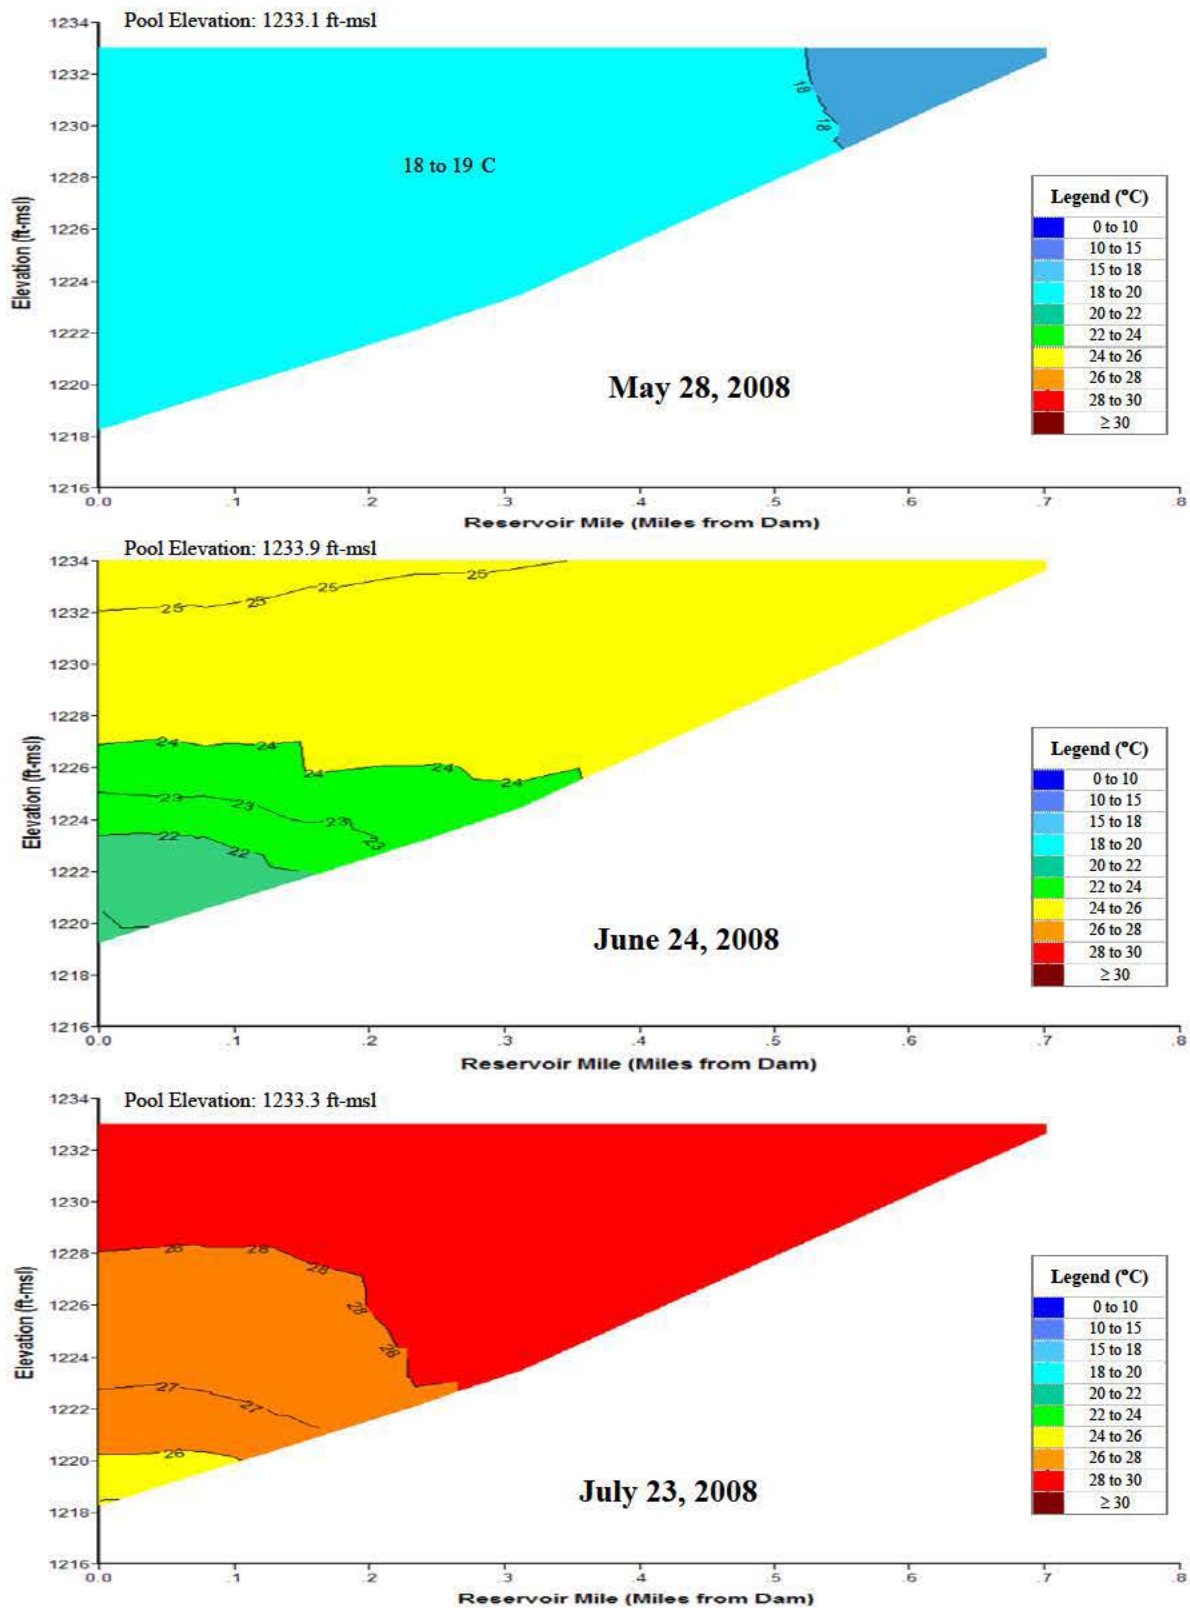 Pool Elevation: 1233.1 ft-msl
1234
1232
1230
1228
1226
1224
1222
1220
1218
1216
Elevation (ft-msl)
18
18
18 to 19 C
May 28, 2008
Legend (°C)
0 to 10
10 to 15
15 to 18
18 to 20
20 to 22
22 to 24
24 to 26
26 to 28
28 to 30
≥ 30
0.0 .1 .2 .3 .4 .5 .6 .7 .8
Reservoir Mile (Miles from Dam)
Pool Elevation: 1233.9 ft-msl
1234
1232
1230
1228
1226
1224
1222
1220
1218
1216
Elevation (ft-msl)
25 25 25 25
24 24 24 24 24
23 23 23 23
22 22
June 24, 2008
Legend (°C)
0 to 10
10 to 15
15 to 18
18 to 20
20 to 22
22 to 24
24 to 26
26 to 28
28 to 30
≥ 30
0.0 .1 .2 .3 .4 .5 .6 .7 .8
Reservoir Mile (Miles from Dam)
Pool Elevation: 1233.3 ft-msl
1234
1232
1230
1228
1226
1224
1222
1220
1218
1216
Elevation (ft-msl)
28 28 28 28 28
27 27
26
July 23, 2008
Legend (°C)
0 to 10
10 to 15
15 to 18
18 to 20
20 to 22
22 to 24
24 to 26
26 to 28
28 to 30
≥ 30
0.0 .1 .2 .3 .4 .5 .6 .7 .8
Reservoir Mile (Miles from Dam)